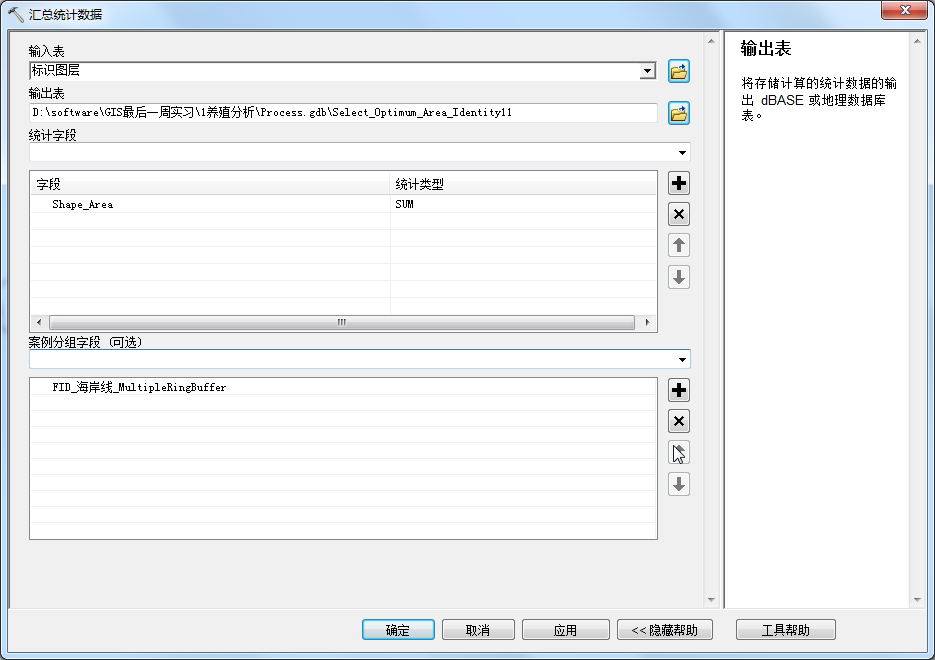 汇总统计数据
输入表
标识图层
输出表
D:\software\GIS最后一周实习\1养殖分析\Process.gdb\Select_Optimum_Area_Identity11
统计字段
字段 统计类型
Shape_Area SUM
案例分组字段（可选）
FID_海岸线_MultipleRingBuffer
确定 取消 应用 << 隐藏帮助 工具帮助
输出表
将存储计算的统计数据的输
出 dBASE 或地理数据库
表。